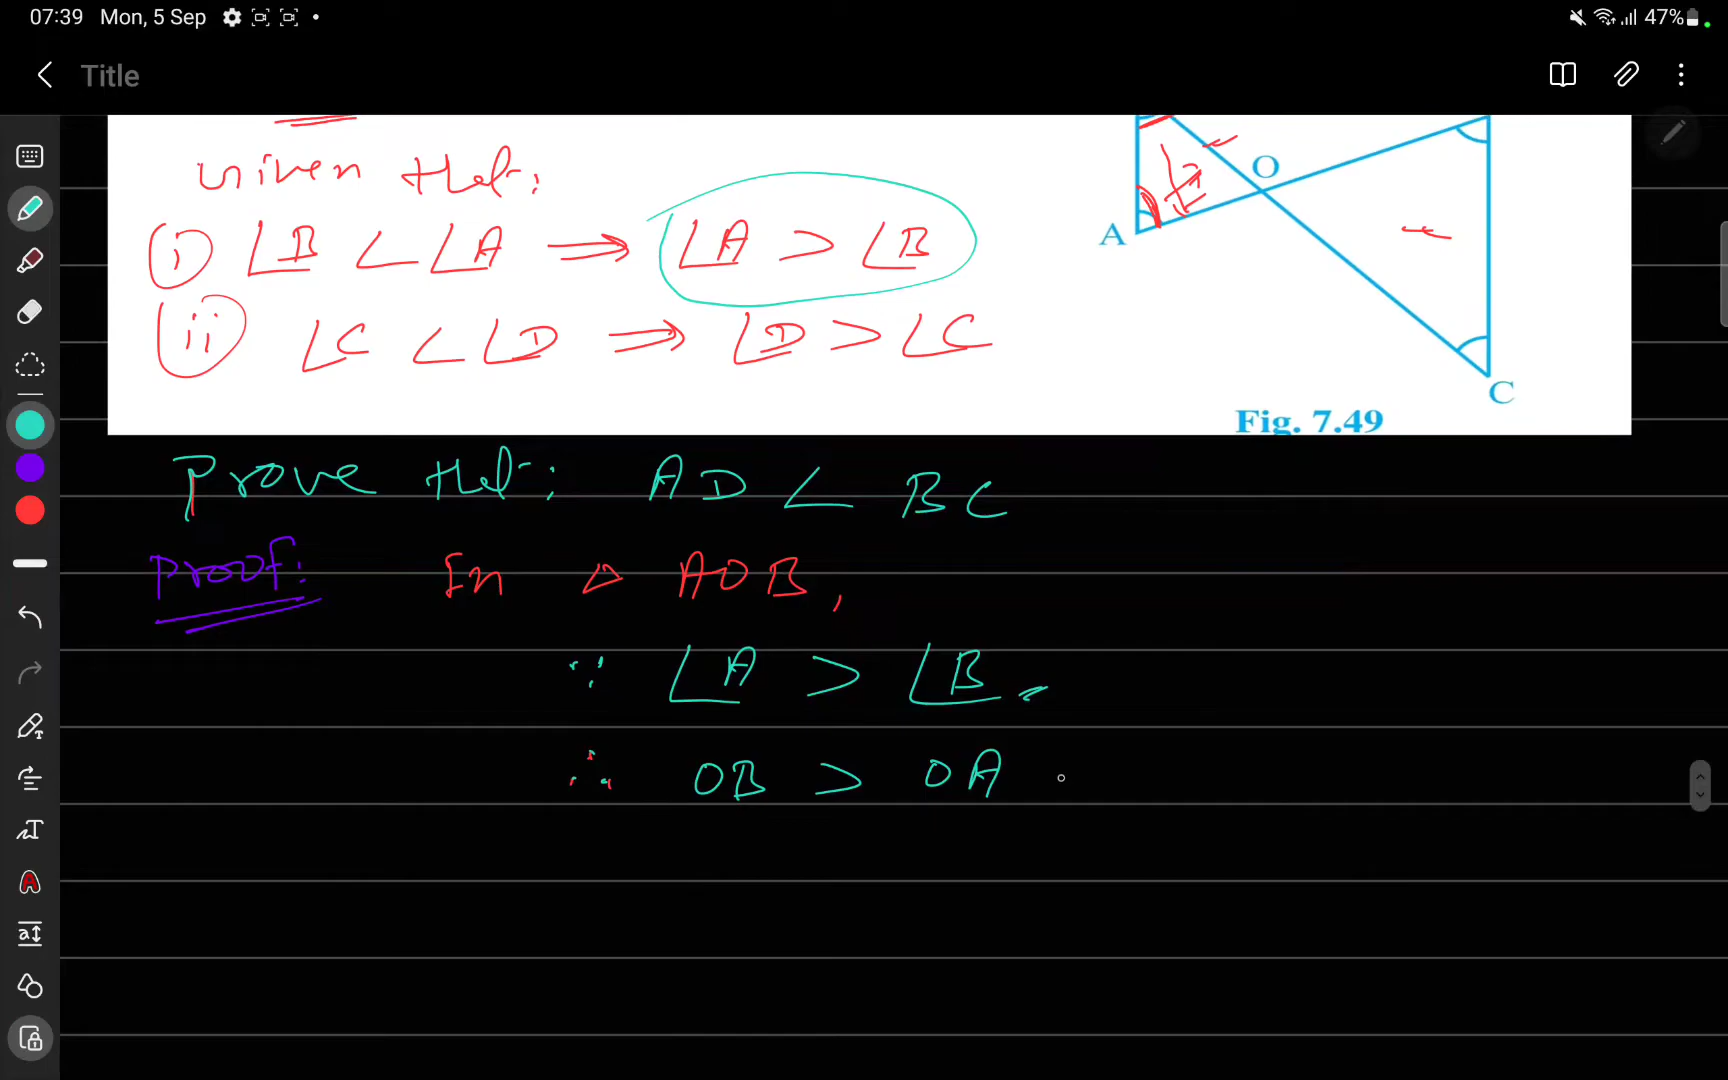 07:39 Mon, 5 Sep 47%
Title
Given that:
(i) ∠B < ∠A ⇒ ∠A > ∠B
(ii) ∠C < ∠D ⇒ ∠D > ∠C
O
A
C
Fig. 7.49
Prove that: AD < BC
Proof: In △ AOB,
∵ ∠A > ∠B
∴ OB > OA